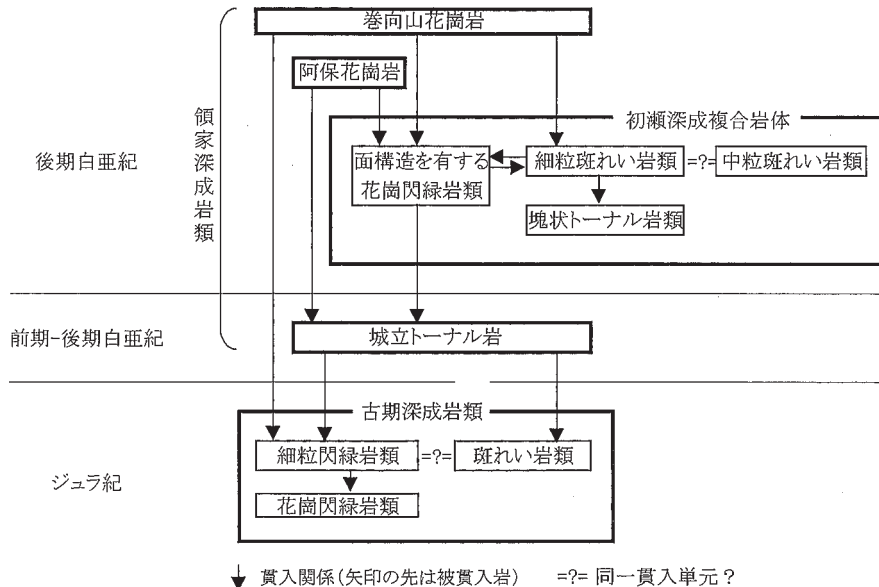 巻向山花崗岩
阿保花崗岩
領家深成岩類
初瀬深成複合岩体
後期白亜紀
面構造を有する
花崗閃緑岩類
細粒斑れい岩類
=?=
中粒斑れい岩類
塊状トーナル岩類
前期-後期白亜紀
城立トーナル岩
古期深成岩類
細粒閃緑岩類
=?=
斑れい岩類
ジュラ紀
花崗閃緑岩類
貫入関係(矢印の先は被貫入岩)
=?= 同一貫入単元?